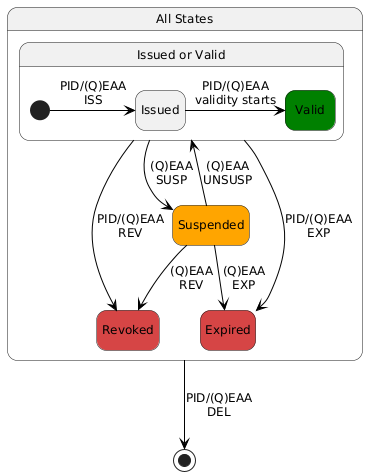 All States
Issued or Valid
PID/(Q)EAA
ISS
PID/(Q)EAA
validity starts
Issued
Valid
(Q)EAA
SUSP
(Q)EAA
UNSUSP
PID/(Q)EAA
REV
Suspended
PID/(Q)EAA
EXP
(Q)EAA
REV
(Q)EAA
EXP
Revoked
Expired
PID/(Q)EAA
DEL